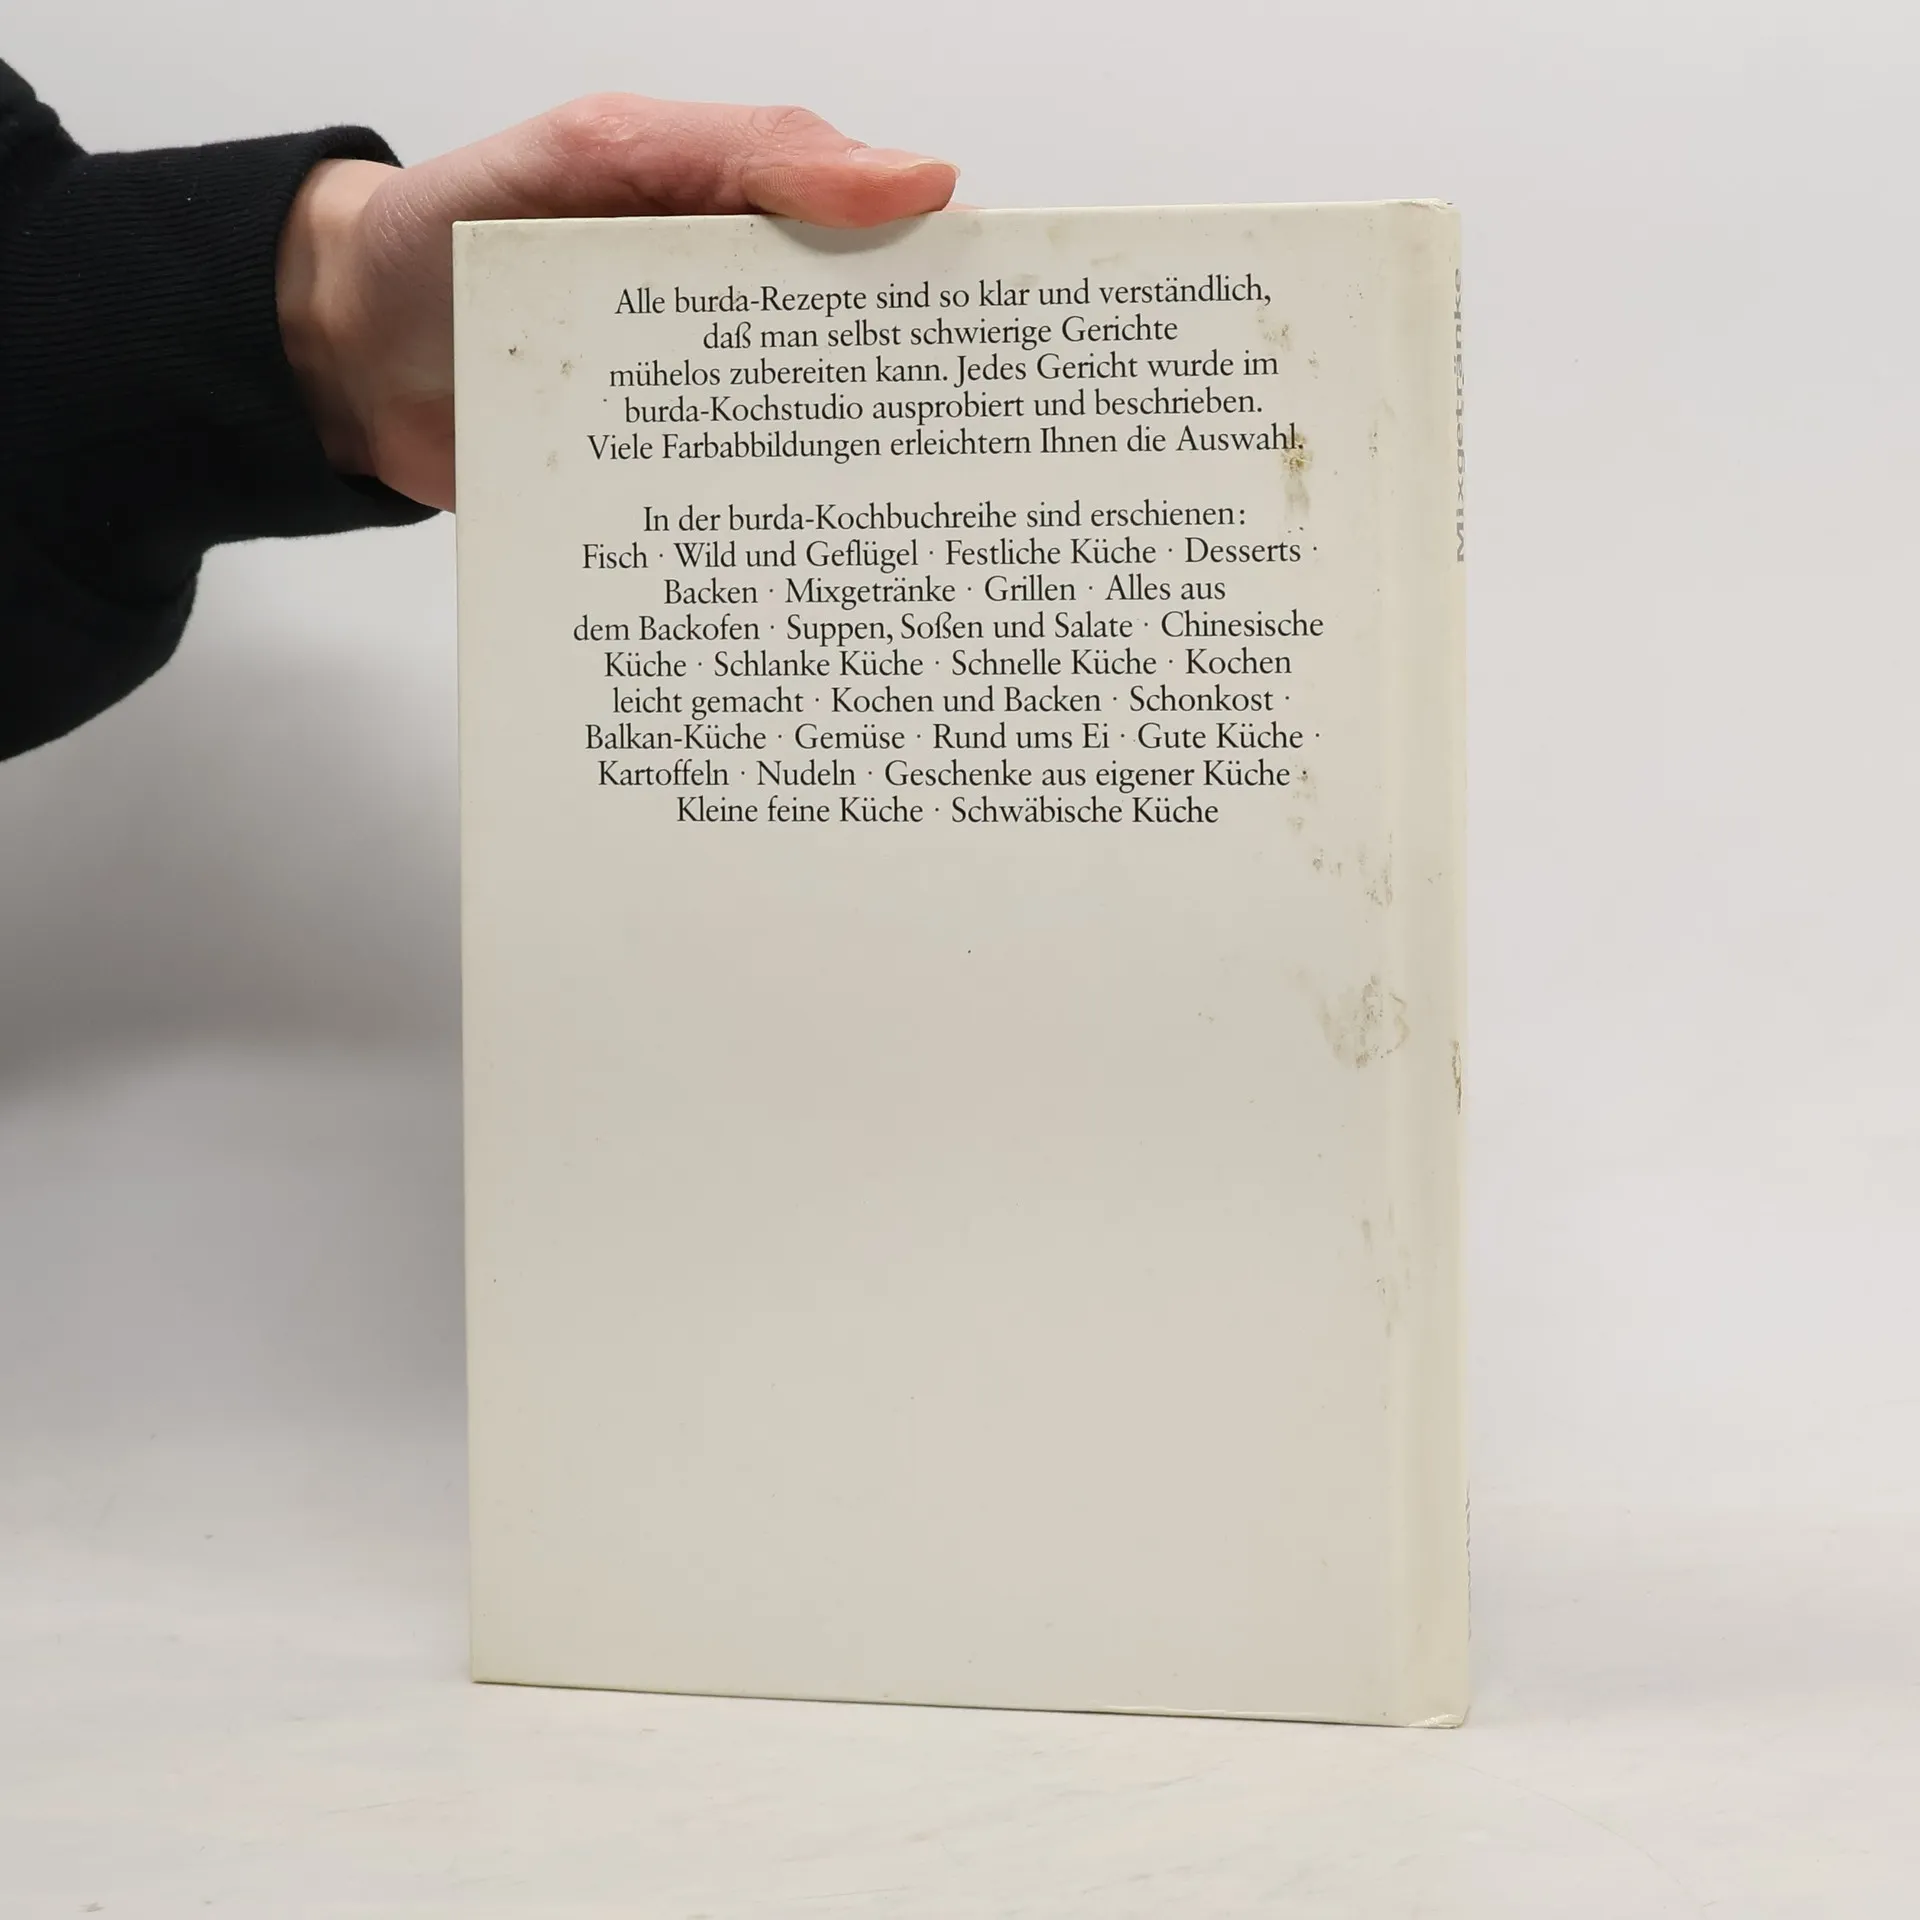 Alle burda-Rezepte sind so klar und verständlich,
daß man selbst schwierige Gerichte
mühelos zubereiten kann. Jedes Gericht wurde im
burda-Kochstudio ausprobiert und beschrieben.
Viele Farbabbildungen erleichtern Ihnen die Auswahl.
In der burda-Kochbuchreihe sind erschienen:
Fisch · Wild und Geflügel · Festliche Küche · Desserts ·
Backen · Mixgetränke · Grillen · Alles aus
dem Backofen · Suppen, Soßen und Salate · Chinesische
Küche · Schlanke Küche · Schnelle Küche · Kochen
leicht gemacht · Kochen und Backen · Schonkost ·
Balkan-Küche · Gemüse · Rund ums Ei · Gute Küche ·
Kartoffeln · Nudeln · Geschenke aus eigener Küche ·
Kleine feine Küche · Schwäbische Küche
Mixgetränke